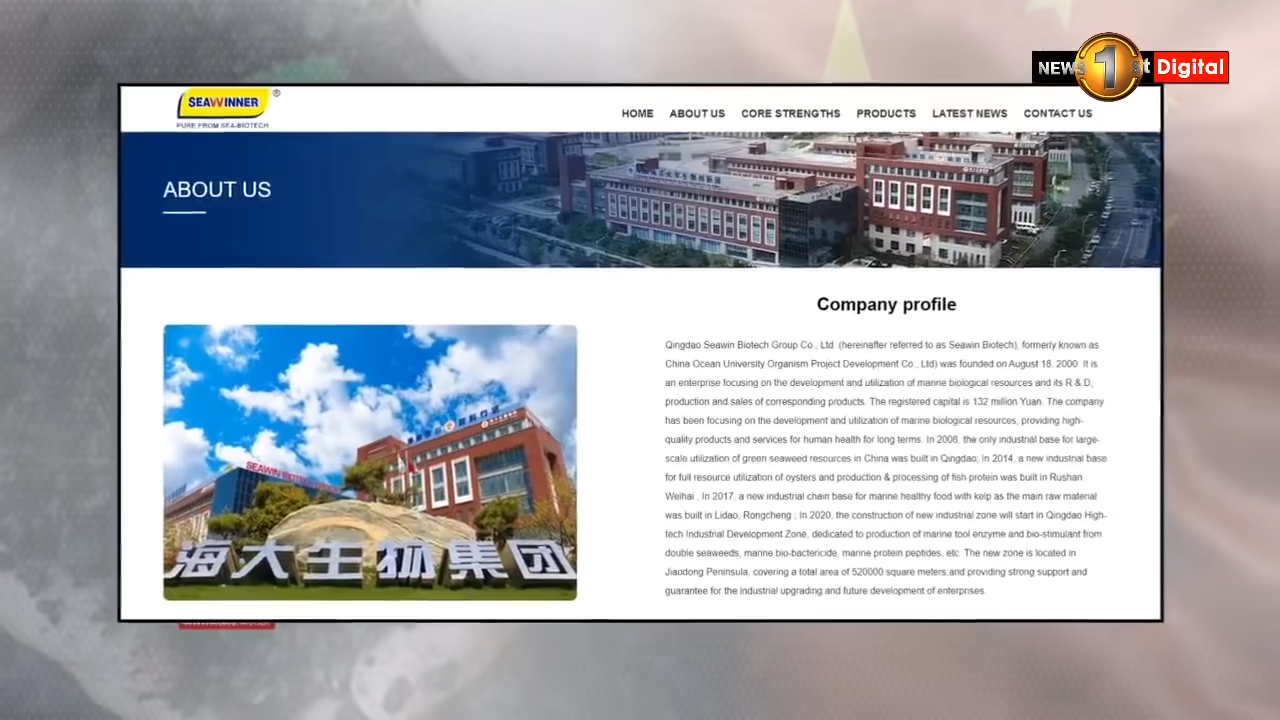 NEWS 1st Digital
SEAWINNER ®
PURE FROM SEA-BIOTECH
HOME ABOUT US CORE STRENGTHS PRODUCTS LATEST NEWS CONTACT US
ABOUT US
Company profile
Qingdao Seawin Biotech Group Co., Ltd. (hereinafter referred to as Seawin Biotech), formerly known as
China Ocean University Organism Project Development Co., Ltd) was founded on August 18, 2000. It is
an enterprise focusing on the development and utilization of marine biological resources and its R & D,
production and sales of corresponding products. The registered capital is 132 million Yuan. The company
has been focusing on the development and utilization of marine biological resources, providing high-
quality products and services for human health for long terms. In 2008, the only industrial base for large-
scale utilization of green seaweed resources in China was built in Qingdao; In 2014, a new industrial base
for full resource utilization of oysters and production & processing of fish protein was built in Rushan
Weihai . In 2017, a new industrial chain base for marine healthy food with kelp as the main raw material
was built in Lidao, Rongcheng ; In 2020, the construction of new industrial zone will start in Qingdao High-
tech Industrial Development Zone, dedicated to production of marine tool enzyme and bio-stimulant from
double seaweeds, marine bio-bactericide, marine protein peptides, etc. The new zone is located in
Jiaodong Peninsula, covering a total area of 520000 square meters,and providing strong support and
guarantee for the industrial upgrading and future development of enterprises.
SEAWIN
海大生物集团